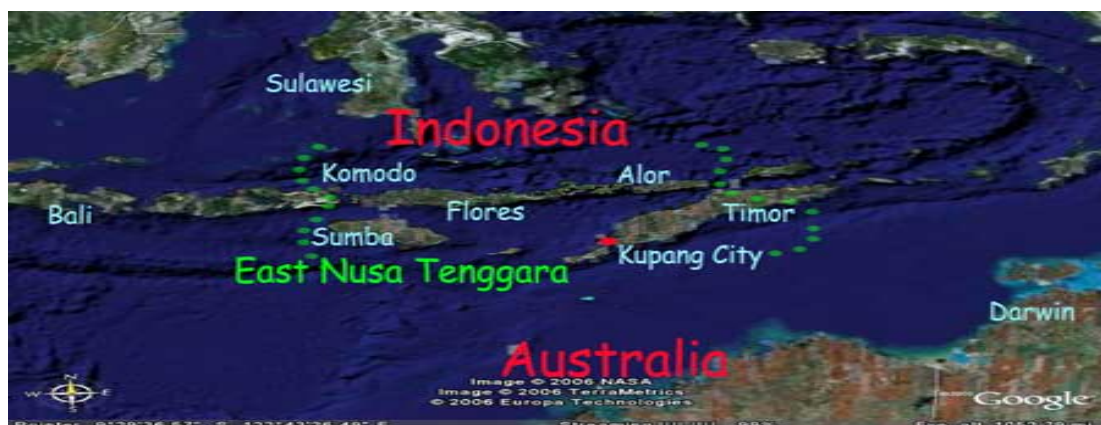 Sulawesi
Indonesia
Komodo
Alor
Bali
Flores
Timor
Sumba
Kupang City
East Nusa Tenggara
Darwin
Australia
N
W E
Image © 2006 NASA
Image © 2006 TerraMetrics
© 2006 Europa Technologies
Google